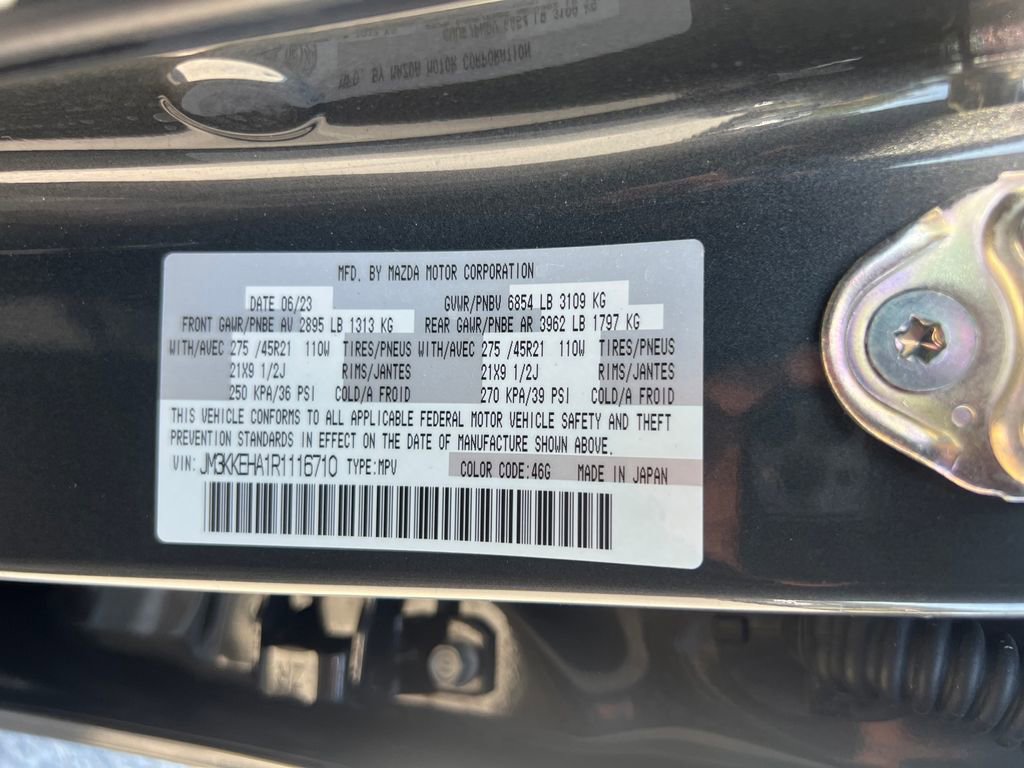 MFD. BY MAZDA MOTOR CORPORATION
DATE 06/23 GVWR/PNBV 6854 LB 3109 KG
FRONT GAWR/PNBE AV 2895 LB 1313 KG REAR GAWR/PNBE AR 3962 LB 1797 KG
WITH/AVEC 275 /45R21 110W TIRES/PNEUS WITH/AVEC 275 /45R21 110W TIRES/PNEUS
21X9 1/2J RIMS/JANTES 21X9 1/2J RIMS/JANTES
250 KPA/36 PSI COLD/A FROID 270 KPA/39 PSI COLD/A FROID
THIS VEHICLE CONFORMS TO ALL APPLICABLE FEDERAL MOTOR VEHICLE SAFETY AND THEFT
PREVENTION STANDARDS IN EFFECT ON THE DATE OF MANUFACTURE SHOWN ABOVE.
VIN: JM3KKEHA1R1116710 TYPE:MPV COLOR CODE:46G MADE IN JAPAN